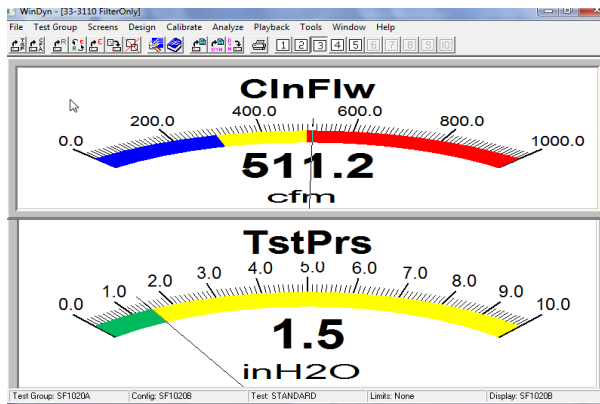 WinDyn - [33-3110 FilterOnly]
File Test Group Screens Design Calibrate Analyze Playback Tools Window Help
1 2 3 4 5 6 7 8 9 10
ClnFlw
0.0 200.0 400.0 600.0 800.0 1000.0
511.2
cfm
TstPrs
0.0 1.0 2.0 3.0 4.0 5.0 6.0 7.0 8.0 9.0 10.0
1.5
inH2O
Test Group: SF1020A Config: SF1020B Test: STANDARD Limits: None Display: SF1020B